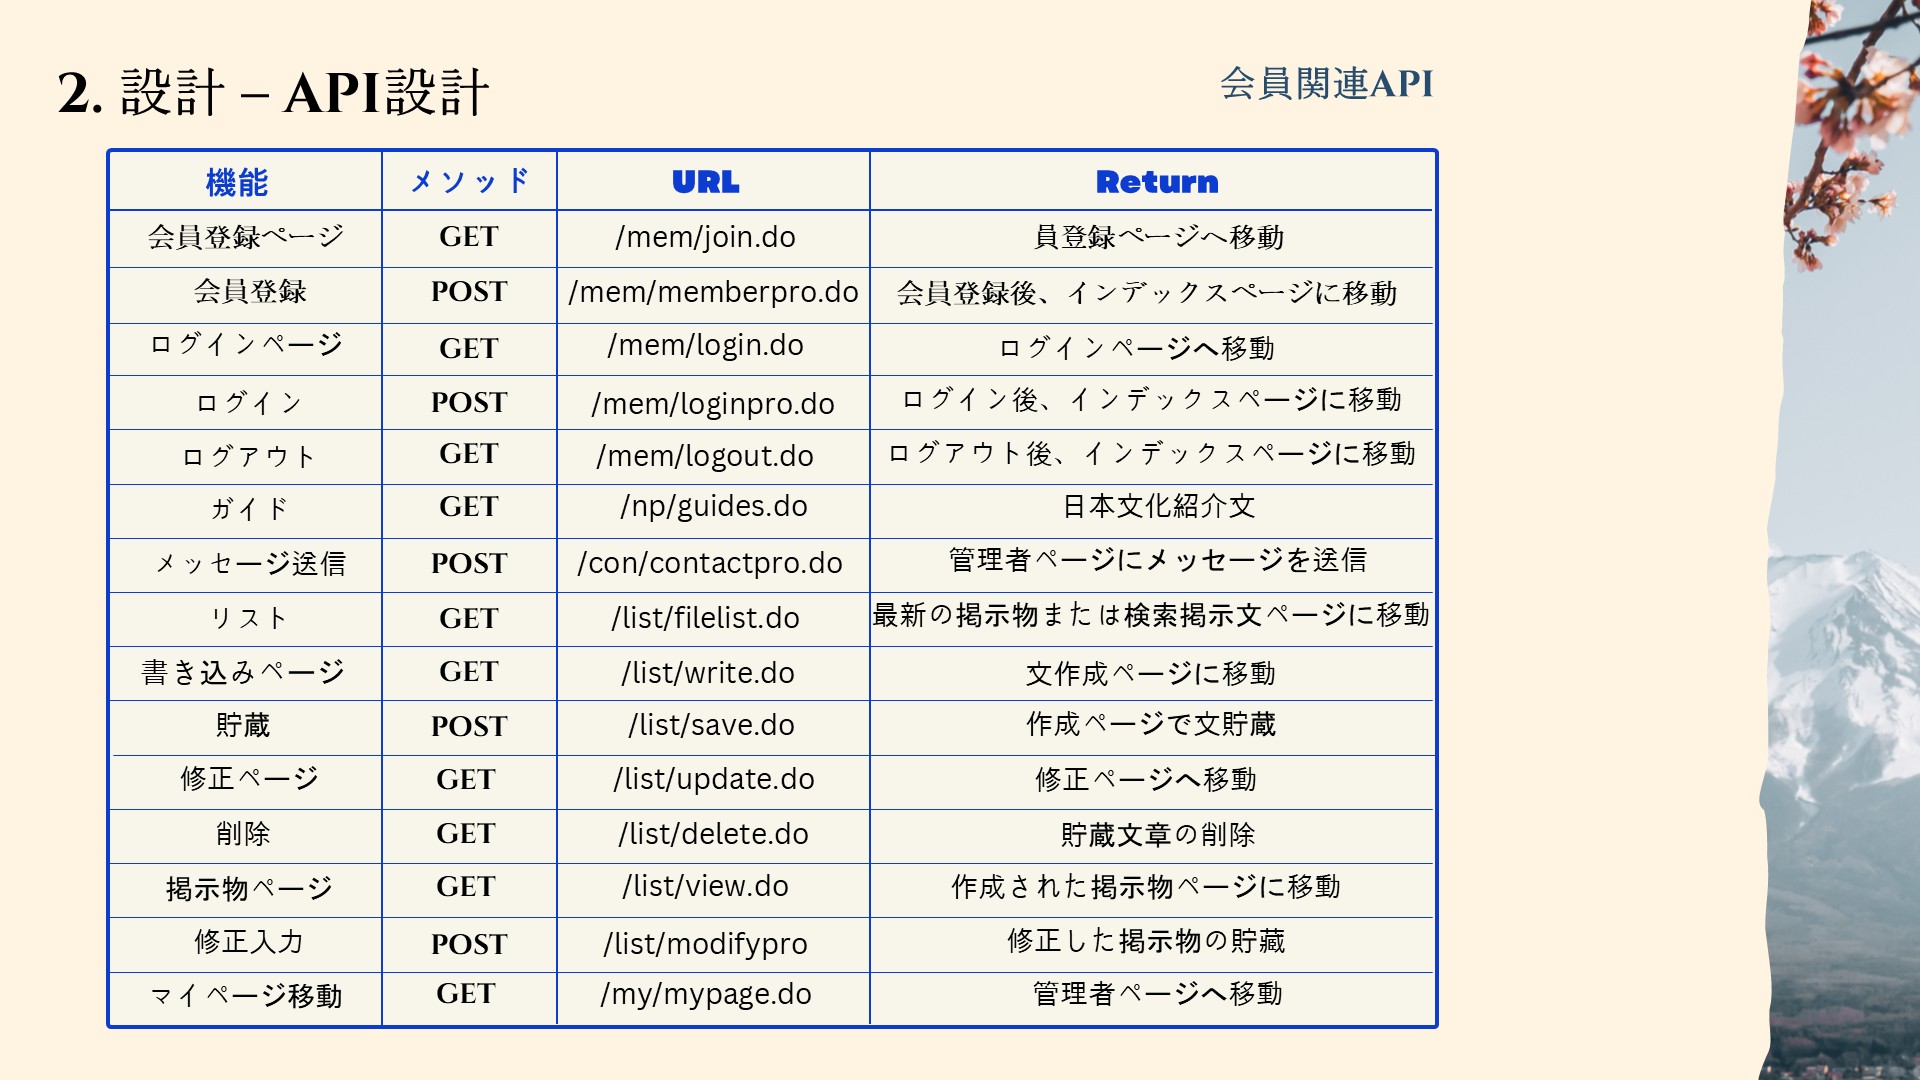 2. 設計 – API設計
会員関連API
機能 メソッド URL Return
会員登録ページ GET /mem/join.do 員登録ページへ移動
会員登録 POST /mem/memberpro.do 会員登録後、インデックスページに移動
ログインページ GET /mem/login.do ログインページへ移動
ログイン POST /mem/loginpro.do ログイン後、インデックスページに移動
ログアウト GET /mem/logout.do ログアウト後、インデックスページに移動
ガイド GET /np/guides.do 日本文化紹介文
メッセージ送信 POST /con/contactpro.do 管理者ページにメッセージを送信
リスト GET /list/filelist.do 最新の掲示物または検索掲示文ページに移動
書き込みページ GET /list/write.do 文作成ページに移動
貯蔵 POST /list/save.do 作成ページで文貯蔵
修正ページ GET /list/update.do 修正ページへ移動
削除 GET /list/delete.do 貯蔵文章の削除
掲示物ページ GET /list/view.do 作成された掲示物ページに移動
修正入力 POST /list/modifypro 修正した掲示物の貯藏
マイページ移動 GET /my/mypage.do 管理者ページへ移動